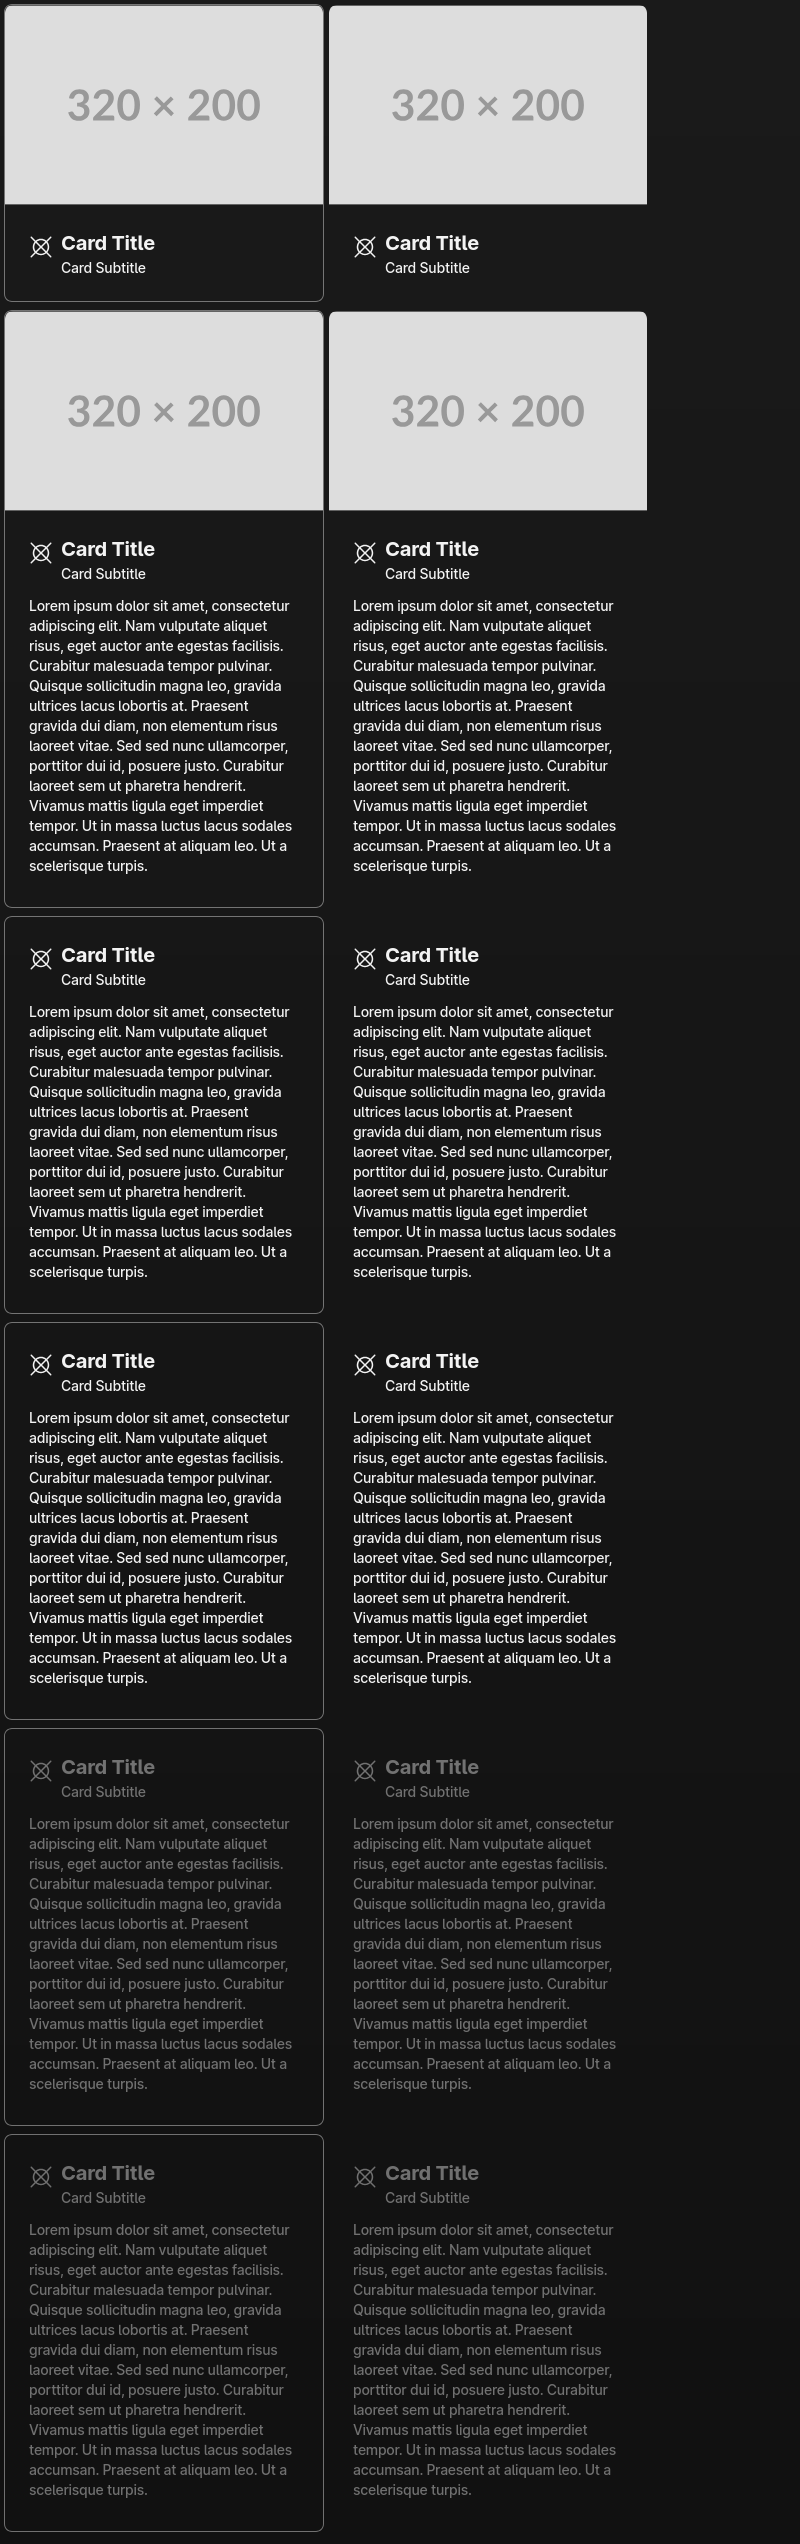 320 × 200
320 × 200
Card Title
Card Subtitle
Card Title
Card Subtitle
320 × 200
320 × 200
Card Title
Card Subtitle
Lorem ipsum dolor sit amet, consectetur
adipiscing elit. Nam vulputate aliquet
risus, eget auctor ante egestas facilisis.
Curabitur malesuada tempor pulvinar.
Quisque sollicitudin magna leo, gravida
ultrices lacus lobortis at. Praesent
gravida dui diam, non elementum risus
laoreet vitae. Sed sed nunc ullamcorper,
porttitor dui id, posuere justo. Curabitur
laoreet sem ut pharetra hendrerit.
Vivamus mattis ligula eget imperdiet
tempor. Ut in massa luctus lacus sodales
accumsan. Praesent at aliquam leo. Ut a
scelerisque turpis.
Card Title
Card Subtitle
Lorem ipsum dolor sit amet, consectetur
adipiscing elit. Nam vulputate aliquet
risus, eget auctor ante egestas facilisis.
Curabitur malesuada tempor pulvinar.
Quisque sollicitudin magna leo, gravida
ultrices lacus lobortis at. Praesent
gravida dui diam, non elementum risus
laoreet vitae. Sed sed nunc ullamcorper,
porttitor dui id, posuere justo. Curabitur
laoreet sem ut pharetra hendrerit.
Vivamus mattis ligula eget imperdiet
tempor. Ut in massa luctus lacus sodales
accumsan. Praesent at aliquam leo. Ut a
scelerisque turpis.
Card Title
Card Subtitle
Lorem ipsum dolor sit amet, consectetur
adipiscing elit. Nam vulputate aliquet
risus, eget auctor ante egestas facilisis.
Curabitur malesuada tempor pulvinar.
Quisque sollicitudin magna leo, gravida
ultrices lacus lobortis at. Praesent
gravida dui diam, non elementum risus
laoreet vitae. Sed sed nunc ullamcorper,
porttitor dui id, posuere justo. Curabitur
laoreet sem ut pharetra hendrerit.
Vivamus mattis ligula eget imperdiet
tempor. Ut in massa luctus lacus sodales
accumsan. Praesent at aliquam leo. Ut a
scelerisque turpis.
Card Title
Card Subtitle
Lorem ipsum dolor sit amet, consectetur
adipiscing elit. Nam vulputate aliquet
risus, eget auctor ante egestas facilisis.
Curabitur malesuada tempor pulvinar.
Quisque sollicitudin magna leo, gravida
ultrices lacus lobortis at. Praesent
gravida dui diam, non elementum risus
laoreet vitae. Sed sed nunc ullamcorper,
porttitor dui id, posuere justo. Curabitur
laoreet sem ut pharetra hendrerit.
Vivamus mattis ligula eget imperdiet
tempor. Ut in massa luctus lacus sodales
accumsan. Praesent at aliquam leo. Ut a
scelerisque turpis.
Card Title
Card Subtitle
Lorem ipsum dolor sit amet, consectetur
adipiscing elit. Nam vulputate aliquet
risus, eget auctor ante egestas facilisis.
Curabitur malesuada tempor pulvinar.
Quisque sollicitudin magna leo, gravida
ultrices lacus lobortis at. Praesent
gravida dui diam, non elementum risus
laoreet vitae. Sed sed nunc ullamcorper,
porttitor dui id, posuere justo. Curabitur
laoreet sem ut pharetra hendrerit.
Vivamus mattis ligula eget imperdiet
tempor. Ut in massa luctus lacus sodales
accumsan. Praesent at aliquam leo. Ut a
scelerisque turpis.
Card Title
Card Subtitle
Lorem ipsum dolor sit amet, consectetur
adipiscing elit. Nam vulputate aliquet
risus, eget auctor ante egestas facilisis.
Curabitur malesuada tempor pulvinar.
Quisque sollicitudin magna leo, gravida
ultrices lacus lobortis at. Praesent
gravida dui diam, non elementum risus
laoreet vitae. Sed sed nunc ullamcorper,
porttitor dui id, posuere justo. Curabitur
laoreet sem ut pharetra hendrerit.
Vivamus mattis ligula eget imperdiet
tempor. Ut in massa luctus lacus sodales
accumsan. Praesent at aliquam leo. Ut a
scelerisque turpis.
Card Title
Card Subtitle
Lorem ipsum dolor sit amet, consectetur
adipiscing elit. Nam vulputate aliquet
risus, eget auctor ante egestas facilisis.
Curabitur malesuada tempor pulvinar.
Quisque sollicitudin magna leo, gravida
ultrices lacus lobortis at. Praesent
gravida dui diam, non elementum risus
laoreet vitae. Sed sed nunc ullamcorper,
porttitor dui id, posuere justo. Curabitur
laoreet sem ut pharetra hendrerit.
Vivamus mattis ligula eget imperdiet
tempor. Ut in massa luctus lacus sodales
accumsan. Praesent at aliquam leo. Ut a
scelerisque turpis.
Card Title
Card Subtitle
Lorem ipsum dolor sit amet, consectetur
adipiscing elit. Nam vulputate aliquet
risus, eget auctor ante egestas facilisis.
Curabitur malesuada tempor pulvinar.
Quisque sollicitudin magna leo, gravida
ultrices lacus lobortis at. Praesent
gravida dui diam, non elementum risus
laoreet vitae. Sed sed nunc ullamcorper,
porttitor dui id, posuere justo. Curabitur
laoreet sem ut pharetra hendrerit.
Vivamus mattis ligula eget imperdiet
tempor. Ut in massa luctus lacus sodales
accumsan. Praesent at aliquam leo. Ut a
scelerisque turpis.
Card Title
Card Subtitle
Lorem ipsum dolor sit amet, consectetur
adipiscing elit. Nam vulputate aliquet
risus, eget auctor ante egestas facilisis.
Curabitur malesuada tempor pulvinar.
Quisque sollicitudin magna leo, gravida
ultrices lacus lobortis at. Praesent
gravida dui diam, non elementum risus
laoreet vitae. Sed sed nunc ullamcorper,
porttitor dui id, posuere justo. Curabitur
laoreet sem ut pharetra hendrerit.
Vivamus mattis ligula eget imperdiet
tempor. Ut in massa luctus lacus sodales
accumsan. Praesent at aliquam leo. Ut a
scelerisque turpis.
Card Title
Card Subtitle
Lorem ipsum dolor sit amet, consectetur
adipiscing elit. Nam vulputate aliquet
risus, eget auctor ante egestas facilisis.
Curabitur malesuada tempor pulvinar.
Quisque sollicitudin magna leo, gravida
ultrices lacus lobortis at. Praesent
gravida dui diam, non elementum risus
laoreet vitae. Sed sed nunc ullamcorper,
porttitor dui id, posuere justo. Curabitur
laoreet sem ut pharetra hendrerit.
Vivamus mattis ligula eget imperdiet
tempor. Ut in massa luctus lacus sodales
accumsan. Praesent at aliquam leo. Ut a
scelerisque turpis.